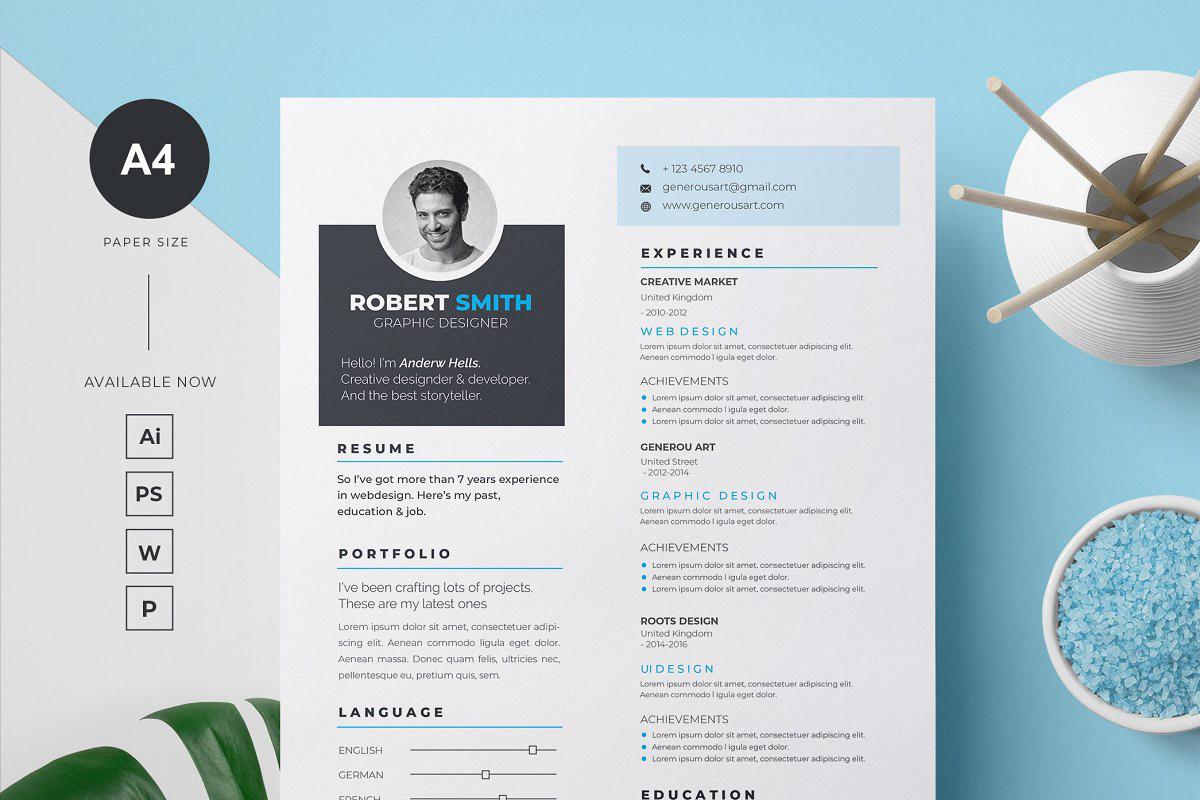 A4
PAPER SIZE
AVAILABLE NOW
Ai
PS
W
P
ROBERT SMITH
GRAPHIC DESIGNER
Hello! I'm Anderw Hells.
Creative designder & developer.
And the best storyteller.
RESUME
So I've got more than 7 years experience
in webdesign. Here's my past,
education & job.
PORTFOLIO
I've been crafting lots of projects.
These are my latest ones
Lorem ipsum dolor sit amet, consectetuer adipi-
scing elit. Aenean commodo ligula eget dolor.
Aenean massa. Donec quam felis, ultricies nec,
pellentesque eu, pretium quis, sem.
LANGUAGE
ENGLISH
GERMAN
FRENCH
+ 123 4567 8910
generousart@gmail.com
www.generousart.com
EXPERIENCE
CREATIVE MARKET
United Kingdom
- 2010-2012
WEB DESIGN
Lorem ipsum dolor sit amet, consectetuer adipiscing elit.
Aenean commodo l igula eget dolor.
ACHIEVEMENTS
Lorem ipsum dolor sit amet, consectetuer adipiscing elit.
Aenean commodo l igula eget dolor.
Lorem ipsum dolor sit amet, consectetuer adipiscing elit.
GENEROU ART
United Street
- 2012-2014
GRAPHIC DESIGN
Lorem ipsum dolor sit amet, consectetuer adipiscing elit.
Aenean commodo l igula eget dolor.
ACHIEVEMENTS
Lorem ipsum dolor sit amet, consectetuer adipiscing elit.
Aenean commodo l igula eget dolor.
Lorem ipsum dolor sit amet, consectetuer adipiscing elit.
ROOTS DESIGN
United Kingdom
- 2014-2016
UI DESIGN
Lorem ipsum dolor sit amet, consectetuer adipiscing elit.
Aenean commodo l igula eget dolor.
ACHIEVEMENTS
Lorem ipsum dolor sit amet, consectetuer adipiscing elit.
Aenean commodo l igula eget dolor.
Lorem ipsum dolor sit amet, consectetuer adipiscing elit.
EDUCATION